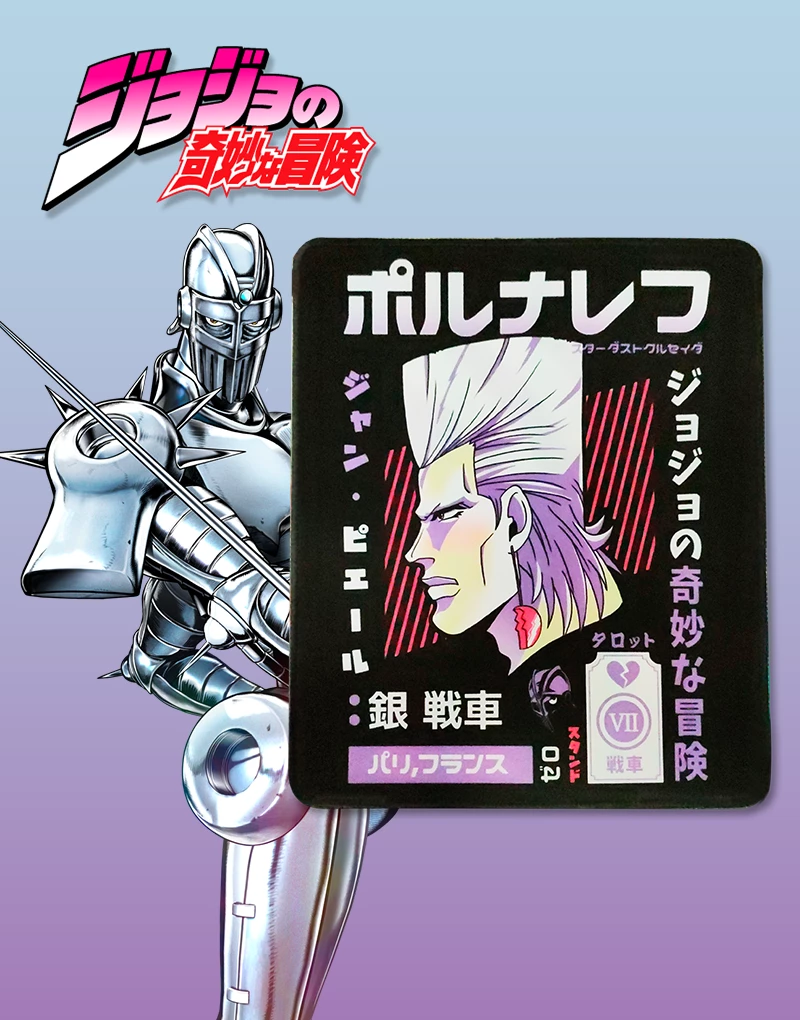 ジョジョの
奇妙な冒険
ポルナレフ
スターダストクルセイダ
ジャン・ピエール
ジョジョの奇妙な冒険
タロット
VII
戦車
:銀 戦車
スタンド
パリ,フランス